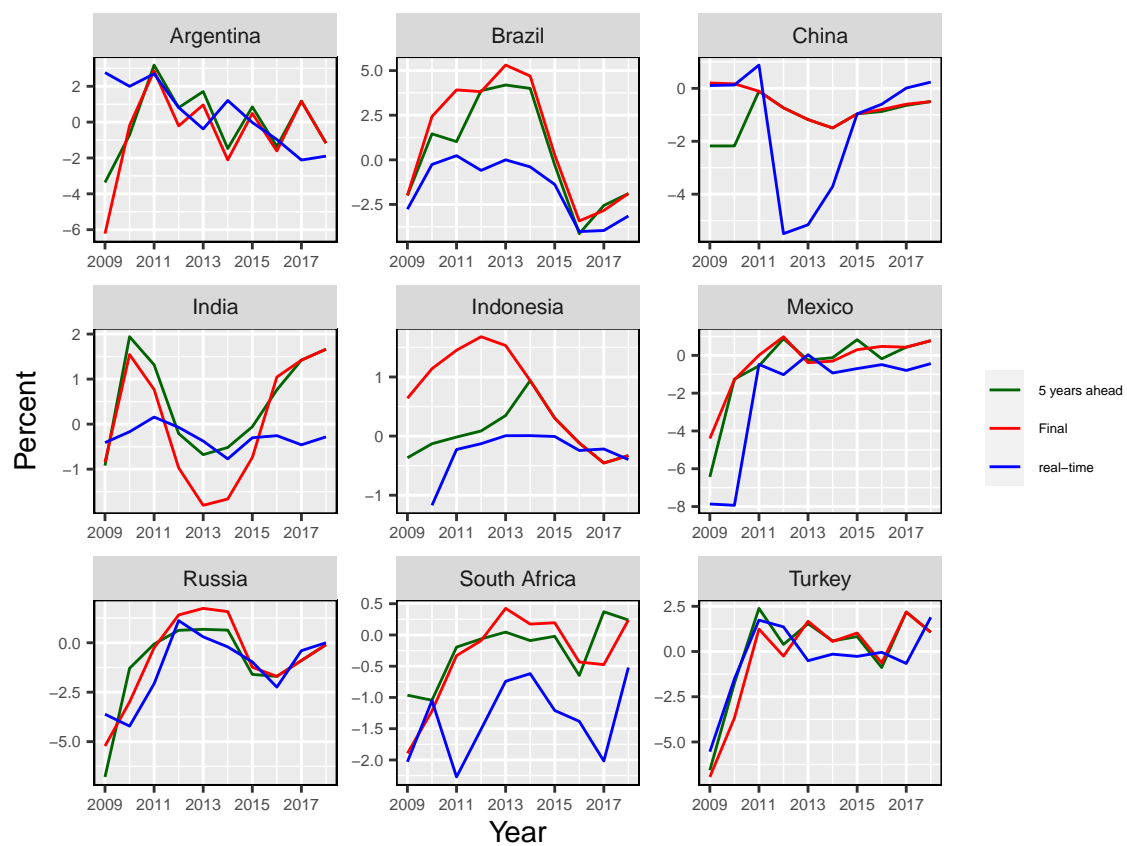 Argentina Brazil China
2 0 −2 −4 −6
5.0 2.5 0.0 −2.5
0 −2 −4
2009 2011 2013 2015 2017 2009 2011 2013 2015 2017 2009 2011 2013 2015 2017
India Indonesia Mexico
2 1 0 −1
1 0 −1
0 −2 −4 −6 −8
2009 2011 2013 2015 2017 2009 2011 2013 2015 2017 2009 2011 2013 2015 2017
Russia South Africa Turkey
0.0 −2.5 −5.0
0.5 0.0 −0.5 −1.0 −1.5 −2.0
2.5 0.0 −2.5 −5.0
2009 2011 2013 2015 2017 2009 2011 2013 2015 2017 2009 2011 2013 2015 2017
Year
Percent
5 years ahead
Final
real−time